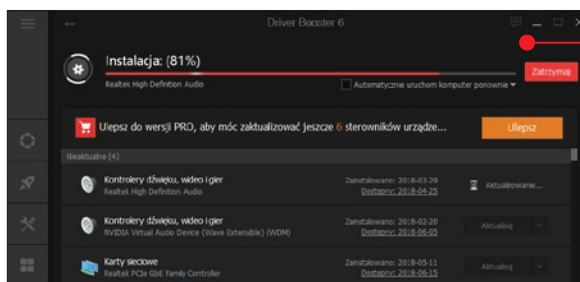 Driver Booster 6
Instalacja: (81%)
Realtek High Definition Audio
Automatycznie uruchom komputer ponownie
Zatrzymaj
Ulepsz do wersji PRO, aby móc zaktualizować jeszcze 6 sterowników urządze...
Ulepsz
Nieaktualne (4)
Kontrolery dźwięku, wideo i gier
Realtek High Definition Audio
Zainstalowano: 2018-03-29
Dostępny: 2018-04-25
Aktualizowanie...
Kontrolery dźwięku, wideo i gier
NVIDIA Virtual Audio Device (Wave Extensible) (WDM)
Zainstalowano: 2018-02-20
Dostępny: 2018-06-05
Aktualizuj
Karty sieciowe
Realtek PCIe GbE Family Controller
Zainstalowano: 2018-05-11
Dostępny: 2018-06-15
Aktualizuj